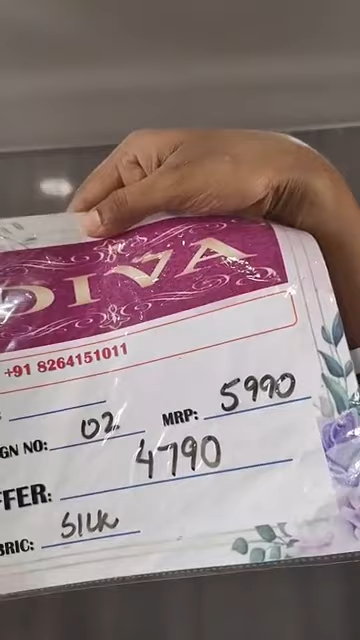 DIVA
+91 8264151011
GN NO: 02 MRP: 5990
FFER: 4790
BRIC: SILK